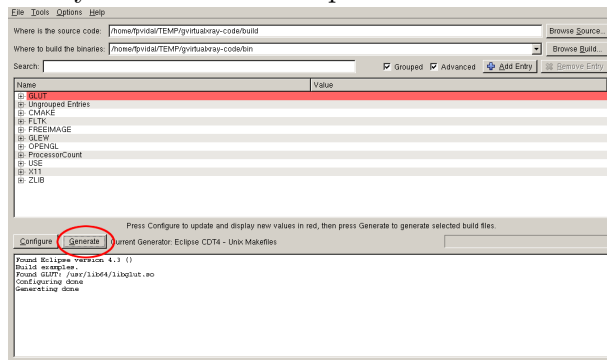 File Tools Options Help
Where is the source code: /home/fpvidal/TEMP/gvirtualxray-code/build Browse Source...
Where to build the binaries: /home/fpvidal/TEMP/gvirtualxray-code/bin Browse Build...
Search: Grouped Advanced Add Entry Remove Entry
Name Value
GLUT
Ungrouped Entries
CMAKE
FLTK
FREEIMAGE
GLEW
OPENGL
ProcessorCount
USE
X11
ZLIB
Press Configure to update and display new values in red, then press Generate to generate selected build files.
Configure Generate Current Generator: Eclipse CDT4 - Unix Makefiles
Found Eclipse version 4.3 ()
Build examples.
Found GLUT: /usr/lib64/libglut.so
Configuring done
Generating done